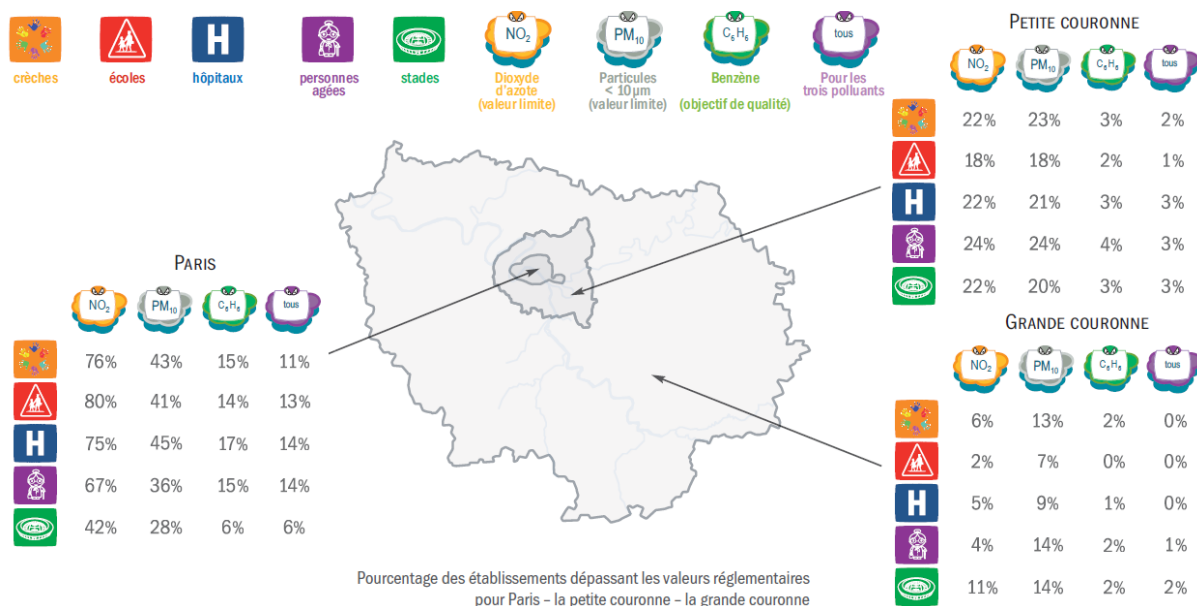 NO2
PM10
C6H6
tous
crèches
écoles
hôpitaux
personnes
agées
stades
Dioxyde
d'azote
(valeur limite)
Particules
< 10 µm
(valeur limite)
Benzène
(objectif de qualité)
Pour les
trois polluants
PETITE COURONNE
NO2 PM10 C6H6 tous
22% 23% 3% 2%
18% 18% 2% 1%
H 22% 21% 3% 3%
24% 24% 4% 3%
22% 20% 3% 3%
PARIS
NO2 PM10 C6H6 tous
76% 43% 15% 11%
80% 41% 14% 13%
H 75% 45% 17% 14%
67% 36% 15% 14%
42% 28% 6% 6%
GRANDE COURONNE
NO2 PM10 C6H6 tous
6% 13% 2% 0%
2% 7% 0% 0%
H 5% 9% 1% 0%
4% 14% 2% 1%
11% 14% 2% 2%
Pourcentage des établissements dépassant les valeurs réglementaires
pour Paris – la petite couronne – la grande couronne